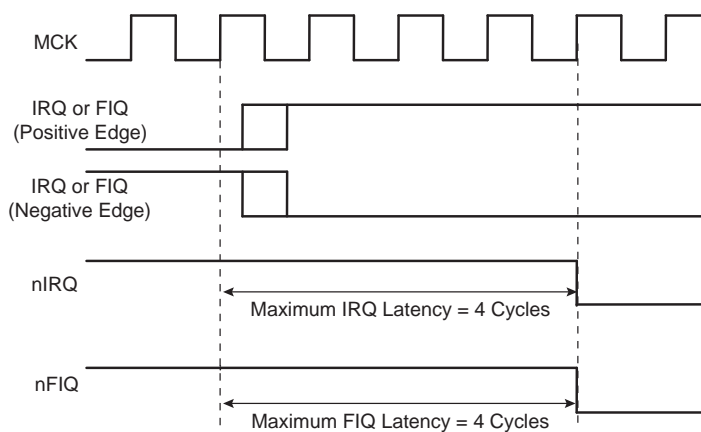 MCK
IRQ or FIQ
(Positive Edge)
IRQ or FIQ
(Negative Edge)
nIRQ
Maximum IRQ Latency = 4 Cycles
nFIQ
Maximum FIQ Latency = 4 Cycles